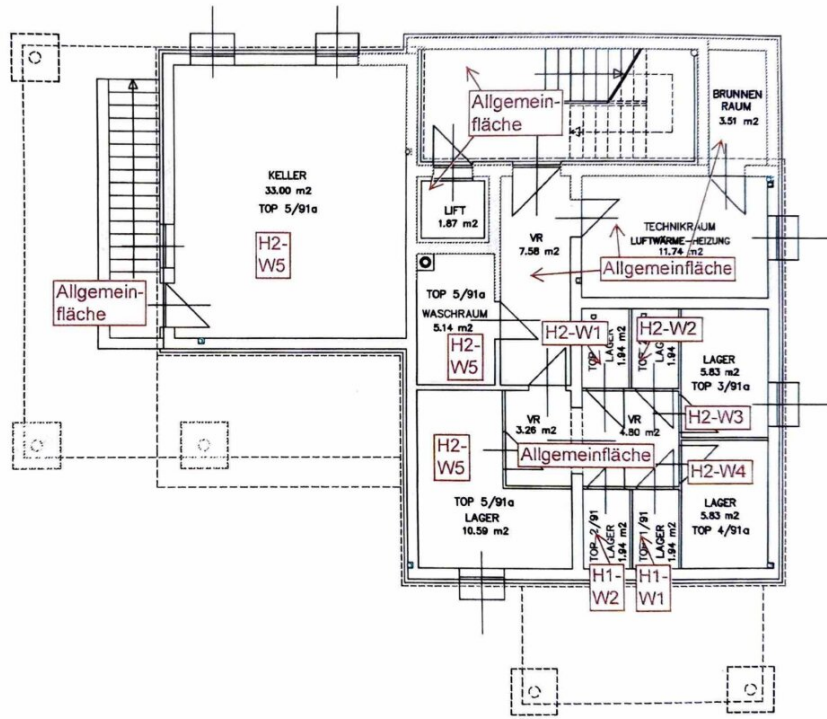 Allgemein-
fläche
BRUNNEN
RAUM
3.51 m2
KELLER
33.00 m2
TOP 5/91a
H2-
W5
LIFT
1.87 m2
VR
7.58 m2
TECHNIKRAUM
LUFTWÄRME-HEIZUNG
11.74 m2
Allgemeinfläche
Allgemein-
fläche
TOP 5/91a
WASCHRAUM
5.14 m2
H2-
W5
H2-W1
LAGER
1.94 m2
H2-W2
1.94 m2
LAGER
5.83 m2
TOP 3/91a
H2-W3
VR
3.26 m2
VR
4.80 m2
Allgemeinfläche
H2-W4
H2-
W5
TOP 5/91a
LAGER
10.59 m2
TOP 2/91
LAGER
1.94 m2
TOP 1/91
LAGER
1.94 m2
LAGER
5.83 m2
TOP 4/91a
H1-
W2
H1-
W1